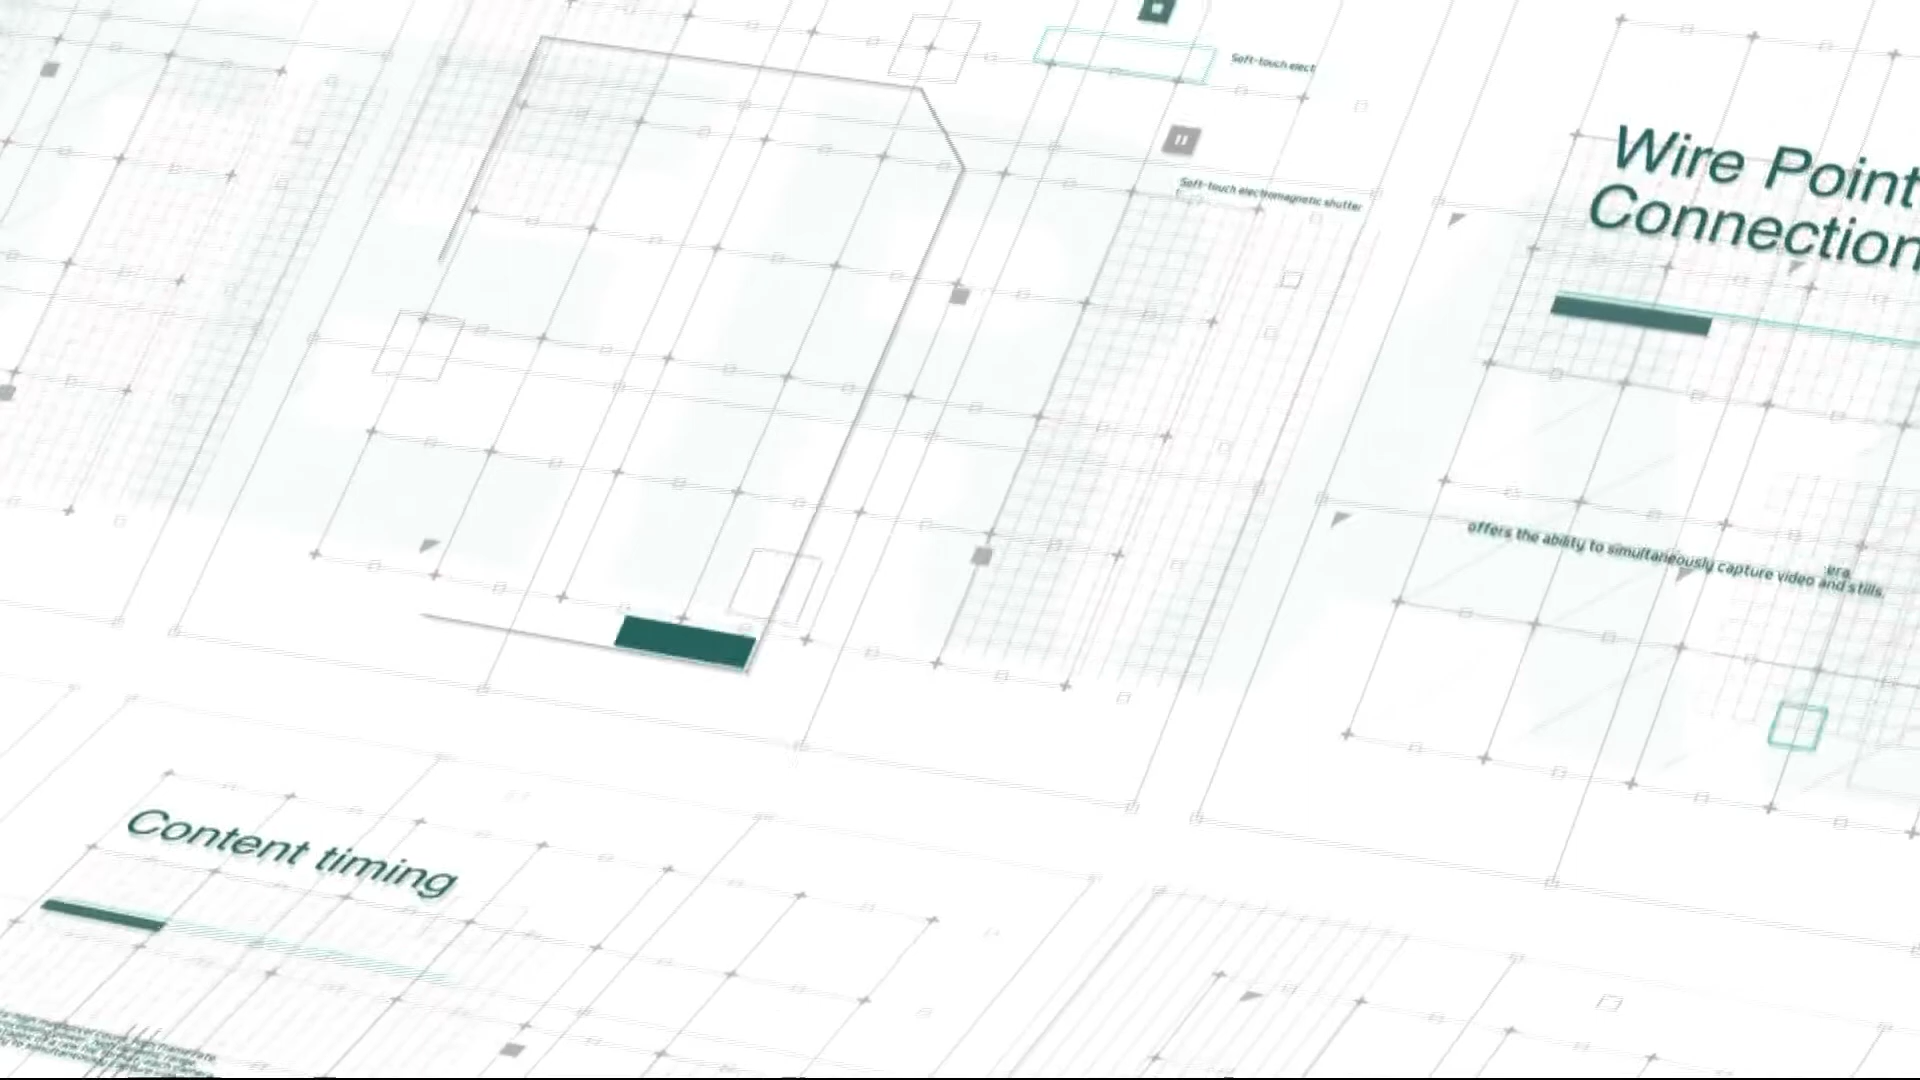 Soft-touch elect
Soft-touch electromagnetic shutter
Wire Point
Connection
offers the ability to simultaneously capture video and stills.
era
Content timing